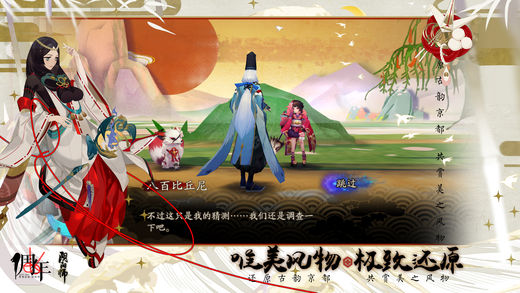 古韵京都
共赏美之风物
八百比丘尼
跳过
不过这只是我的猜测……我们还是调查一
下吧。
1周年
阴阳师
唯美风物 极致还原
还原古韵京都 共赏美之风物